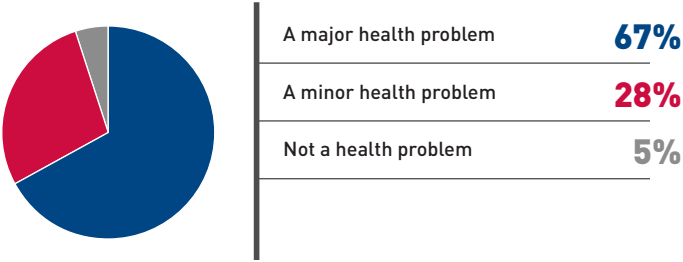 A major health problem 67%
A minor health problem 28%
Not a health problem 5%